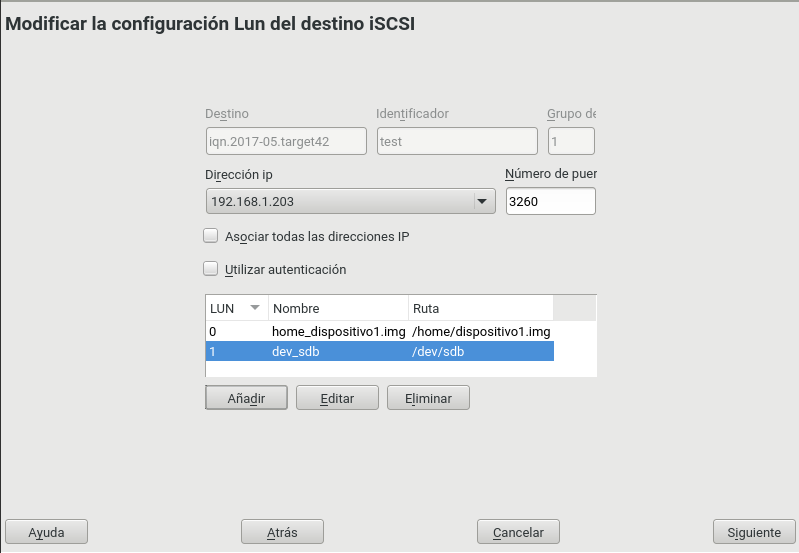 Modificar la configuración Lun del destino iSCSI
Destino Identificador Grupo de
iqn.2017-05.target42 test 1
Dirección ip Número de puer
192.168.1.203 3260
Asociar todas las direcciones IP
Utilizar autenticación
LUN Nombre Ruta
0 home_dispositivo1.img /home/dispositivo1.img
1 dev_sdb /dev/sdb
Añadir Editar Eliminar
Ayuda Atrás Cancelar Siguiente